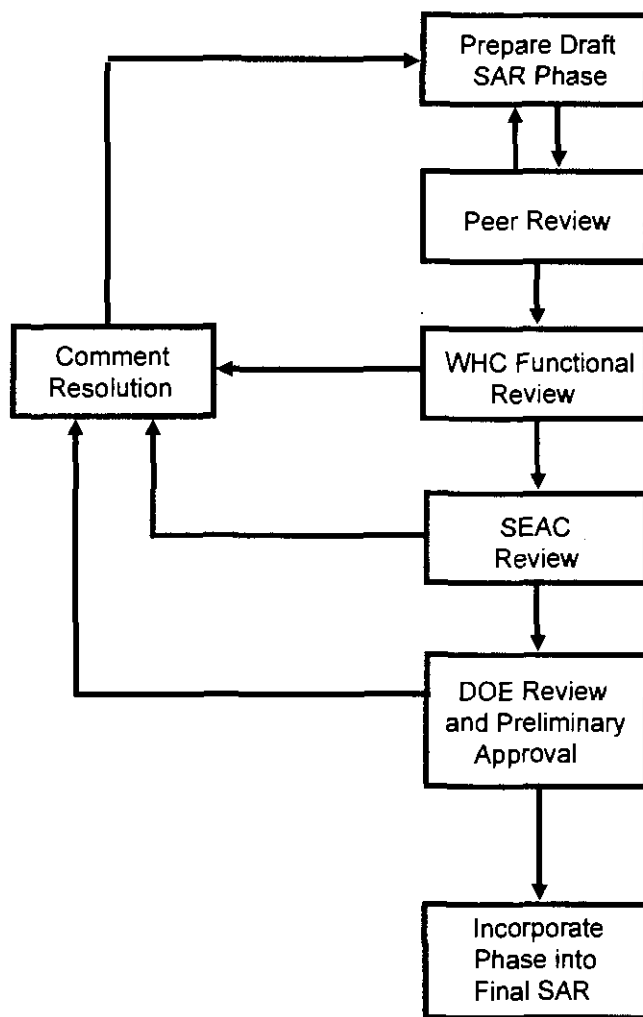 Prepare Draft
SAR Phase
Peer Review
Comment
Resolution
WHC Functional
Review
SEAC
Review
DOE Review
and Preliminary
Approval
Incorporate
Phase into
Final SAR